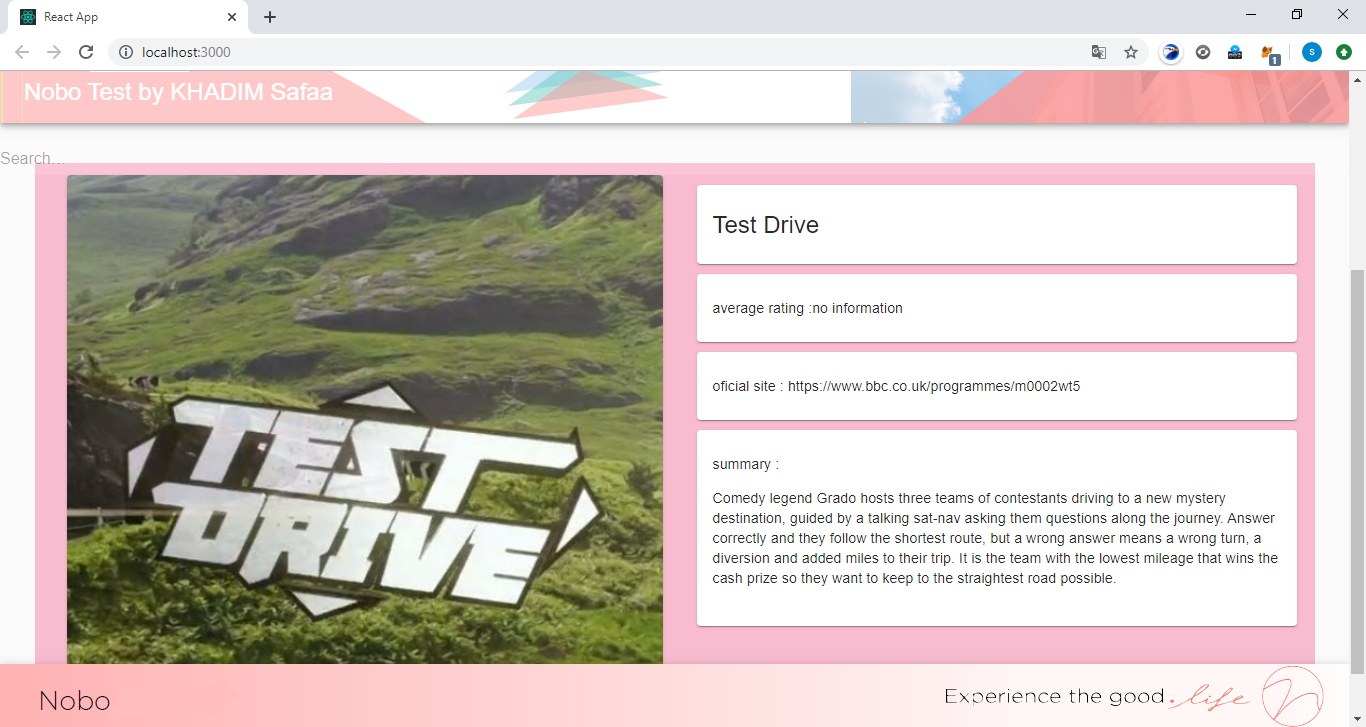 React App
localhost:3000
1
S
Nobo Test by KHADIM Safaa
Search...
TEST
DRIVE
Test Drive
average rating :no information
oficial site : https://www.bbc.co.uk/programmes/m0002wt5
summary :
Comedy legend Grado hosts three teams of contestants driving to a new mystery
destination, guided by a talking sat-nav asking them questions along the journey. Answer
correctly and they follow the shortest route, but a wrong answer means a wrong turn, a
diversion and added miles to their trip. It is the team with the lowest mileage that wins the
cash prize so they want to keep to the straightest road possible.
Nobo
Experience the good.life